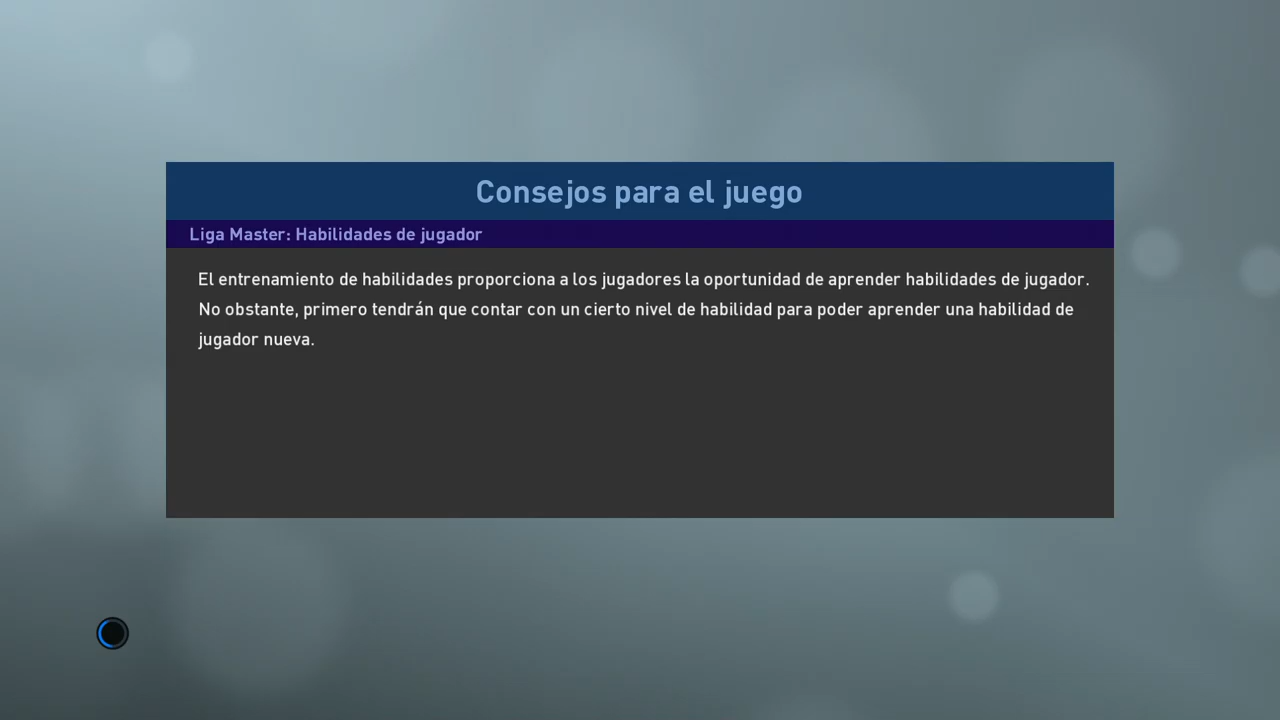 Consejos para el juego
Liga Master: Habilidades de jugador
El entrenamiento de habilidades proporciona a los jugadores la oportunidad de aprender habilidades de jugador.
No obstante, primero tendrán que contar con un cierto nivel de habilidad para poder aprender una habilidad de
jugador nueva.